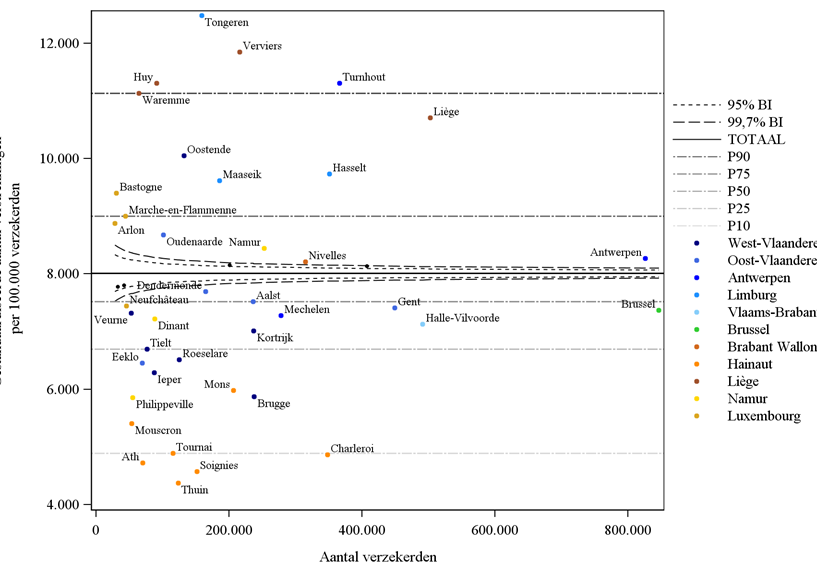 per 100.000 verzekerden
12.000
10.000
8.000
6.000
4.000
Tongeren
Verviers
Huy
Turnhout
Waremme
Liège
Oostende
Hasselt
Maaseik
Bastogne
Marche-en-Flammenne
Arlon
Oudenaarde
Namur
Nivelles
Antwerpen
Dendermonde
Neufchâteau
Aalst
Gent
Brussel
Veurne
Mechelen
Dinant
Halle-Vilvoorde
Kortrijk
Tielt
Eeklo
Roeselare
Ieper
Mons
Philippeville
Brugge
Mouscron
Tournai
Charleroi
Ath
Soignies
Thuin
0
200.000
400.000
600.000
800.000
Aantal verzekerden
95% BI
99,7% BI
TOTAAL
P90
P75
P50
P25
P10
West-Vlaandere
Oost-Vlaandere
Antwerpen
Limburg
Vlaams-Brabant
Brussel
Brabant Wallon
Hainaut
Liège
Namur
Luxembourg